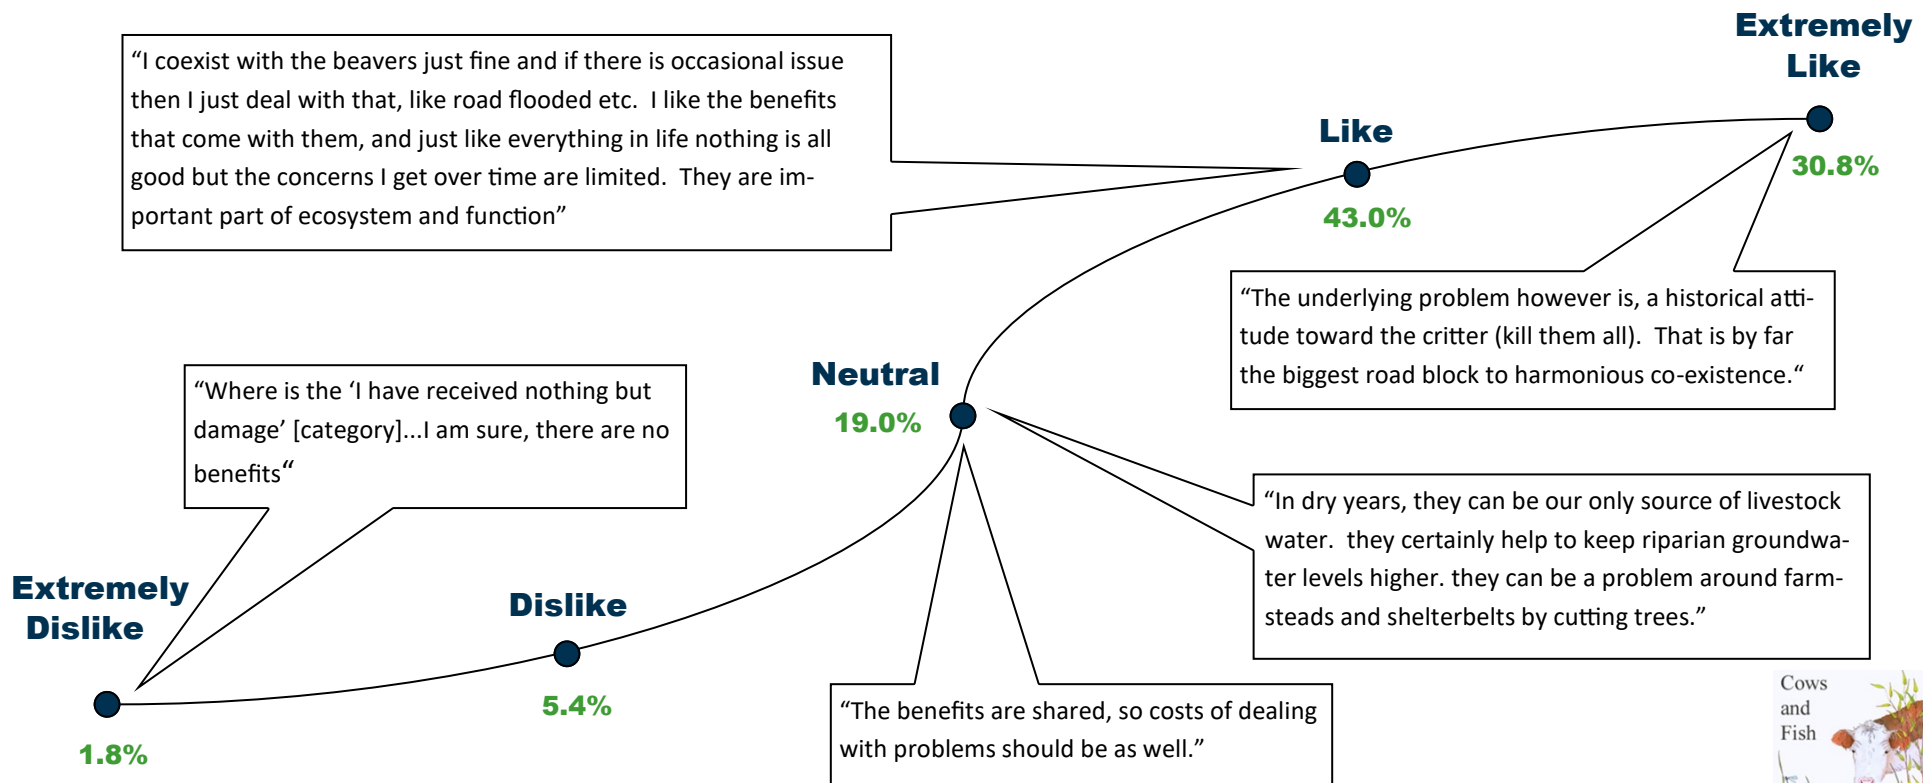 Extremely
Like
30.8%
“I coexist with the beavers just fine and if there is occasional issue
then I just deal with that, like road flooded etc.  I like the benefits
that come with them, and just like everything in life nothing is all
good but the concerns I get over time are limited.  They are im-
portant part of ecosystem and function”
Like
43.0%
“The underlying problem however is, a historical atti-
tude toward the critter (kill them all).  That is by far
the biggest road block to harmonious co-existence.“
Neutral
19.0%
“Where is the ‘I have received nothing but
damage’ [category]...I am sure, there are no
benefits“
“In dry years, they can be our only source of livestock
water.  they certainly help to keep riparian groundwa-
ter levels higher. they can be a problem around farm-
steads and shelterbelts by cutting trees.”
Extremely
Dislike
1.8%
Dislike
5.4%
“The benefits are shared, so costs of dealing
with problems should be as well.”
Cows
and
Fish